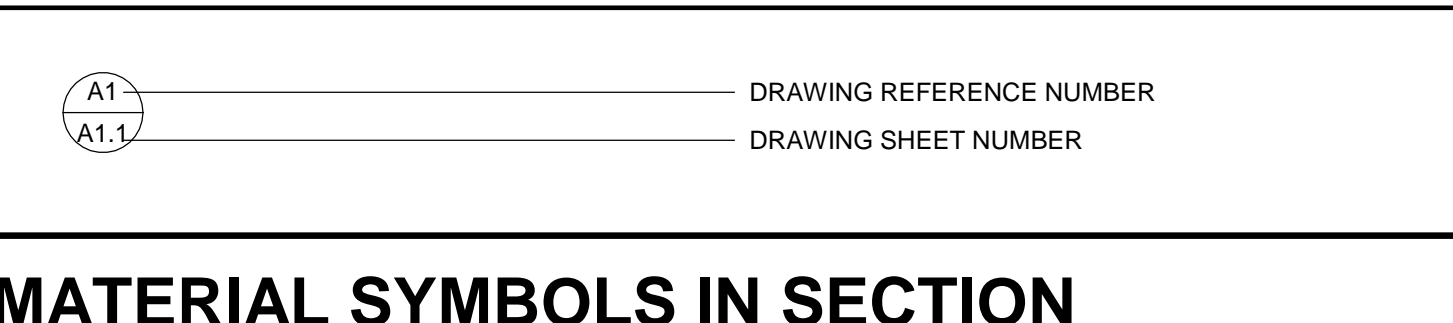 A1 DRAWING REFERENCE NUMBER
A1.1 DRAWING SHEET NUMBER
MATERIAL SYMBOLS IN SECTION